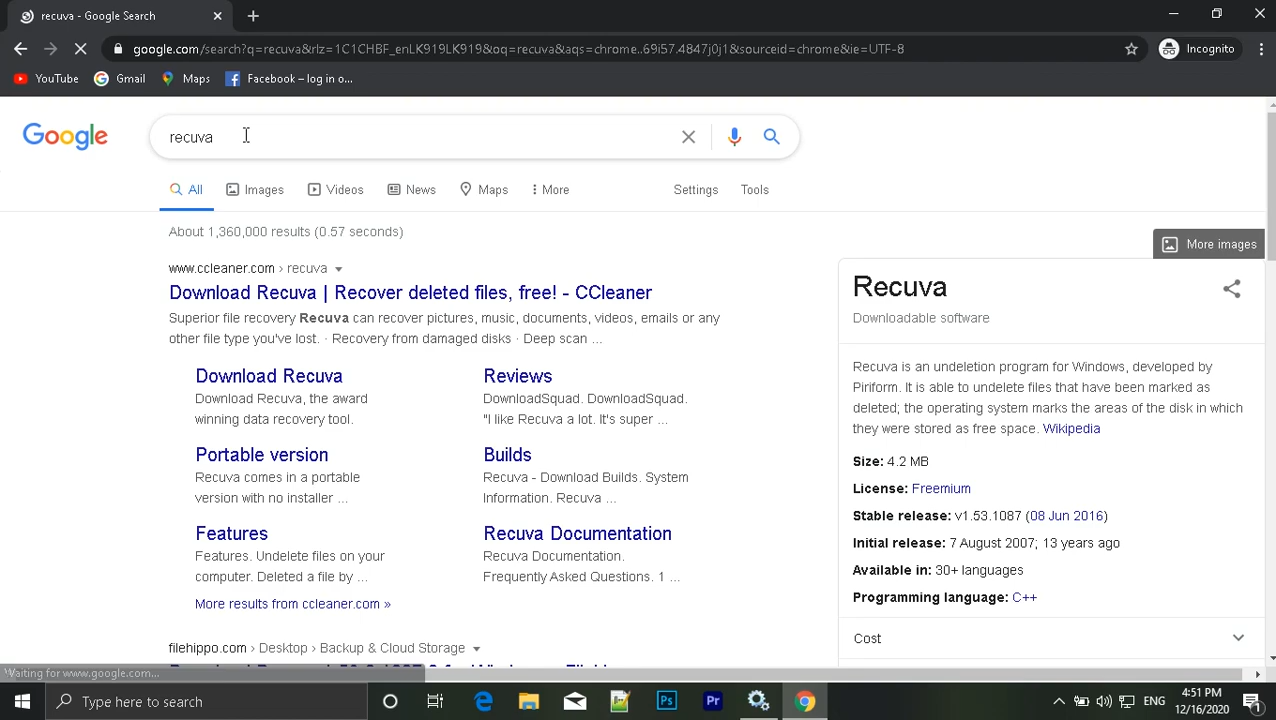 recuva - Google Search
google.com/search?q=recuva&rlz=1C1CHBF_enLK919LK919&oq=recuva&aqs=chrome..69i57.4847j0j1&sourceid=chrome&ie=UTF-8
Incognito
YouTube
Gmail
Maps
Facebook – log in o...
Google
recuva
All
Images
Videos
News
Maps
More
Settings
Tools
About 1,360,000 results (0.57 seconds)
www.ccleaner.com › recuva
Download Recuva | Recover deleted files, free! - CCleaner
Superior file recovery Recuva can recover pictures, music, documents, videos, emails or any
other file type you've lost. · Recovery from damaged disks · Deep scan ...
Download Recuva
Download Recuva, the award
winning data recovery tool.
Reviews
DownloadSquad. DownloadSquad.
"I like Recuva a lot. It's super ...
Portable version
Recuva comes in a portable
version with no installer ...
Builds
Recuva - Download Builds. System
Information. Recuva ...
Features
Features. Undelete files on your
computer. Deleted a file by ...
Recuva Documentation
Recuva Documentation.
Frequently Asked Questions. 1 ...
More results from ccleaner.com »
filehippo.com › Desktop › Backup & Cloud Storage
More images
Recuva
Downloadable software
Recuva is an undeletion program for Windows, developed by
Piriform. It is able to undelete files that have been marked as
deleted; the operating system marks the areas of the disk in which
they were stored as free space. Wikipedia
Size: 4.2 MB
License: Freemium
Stable release: v1.53.1087 (08 Jun 2016)
Initial release: 7 August 2007; 13 years ago
Available in: 30+ languages
Programming language: C++
Cost
Waiting for www.google.com...
Type here to search
Ps
Pr
ENG
4:51 PM
12/16/2020
1